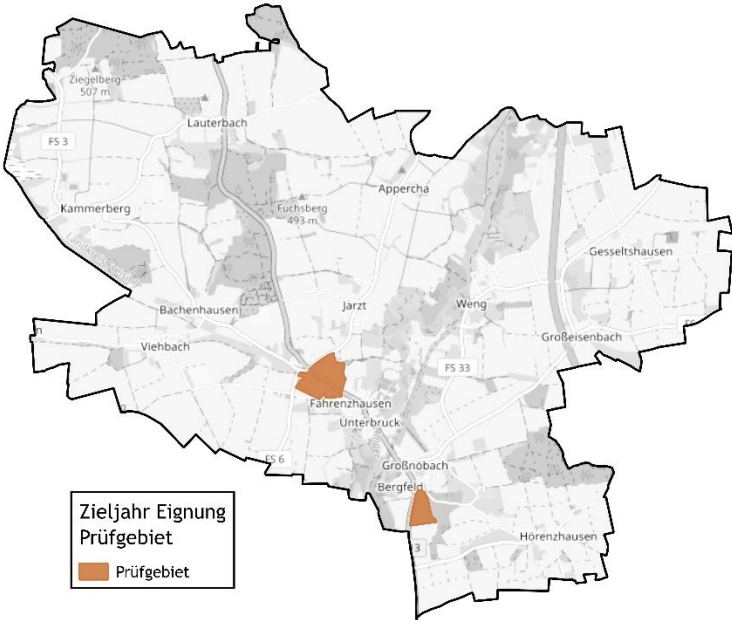 Ziegelberg
507 m
Lauterbach
FS 3
Appercha
Kammerberg
Fuchsberg
493 m
Gesseltshausen
Bachenhausen
Jarzt
Weng
Viehbach
Großeisenbach
FS 33
Fahrenzhausen
Unterbruck
FS 6
Großnöbach
Bergfeld
Hörenzhausen
3
Zieljahr Eignung
Prüfgebiet
Prüfgebiet